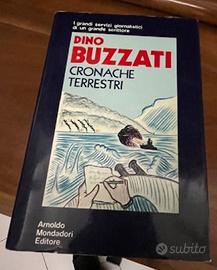 I grandi servizi giornalistici
di un grande scrittore
DINO
BUZZATI
CRONACHE
TERRESTRI
Arnoldo
Mondadori
Editore
subito